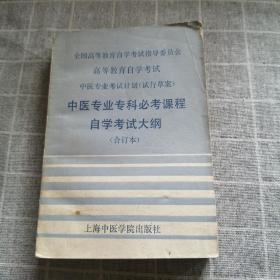 全国高等教育自学考试指导委员会
高等教育自学考试
中医专业考试计划(试行草案)
中医专业专科必考课程
自学考试大纲
(合订本)
上海中医学院出版社